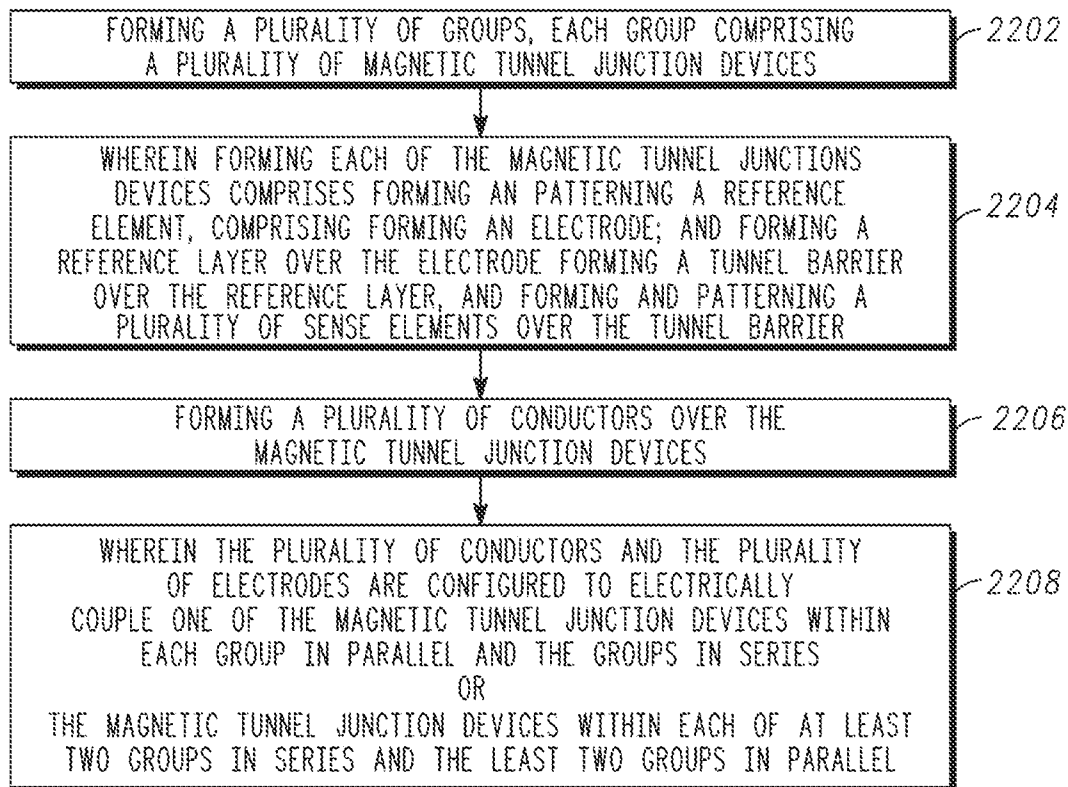 FORMING A PLURALITY OF GROUPS, EACH GROUP COMPRISING
A PLURALITY OF MAGNETIC TUNNEL JUNCTION DEVICES
2202
WHEREIN FORMING EACH OF THE MAGNETIC TUNNEL JUNCTIONS
DEVICES COMPRISES FORMING AN PATTERNING A REFERENCE
ELEMENT, COMPRISING FORMING AN ELECTRODE; AND FORMING A
REFERENCE LAYER OVER THE ELECTRODE FORMING A TUNNEL BARRIER
OVER THE REFERENCE LAYER, AND FORMING AND PATTERNING A
PLURALITY OF SENSE ELEMENTS OVER THE TUNNEL BARRIER
2204
FORMING A PLURALITY OF CONDUCTORS OVER THE
MAGNETIC TUNNEL JUNCTION DEVICES
2206
WHEREIN THE PLURALITY OF CONDUCTORS AND THE PLURALITY
OF ELECTRODES ARE CONFIGURED TO ELECTRICALLY
COUPLE ONE OF THE MAGNETIC TUNNEL JUNCTION DEVICES WITHIN
EACH GROUP IN PARALLEL AND THE GROUPS IN SERIES
OR
THE MAGNETIC TUNNEL JUNCTION DEVICES WITHIN EACH OF AT LEAST
TWO GROUPS IN SERIES AND THE LEAST TWO GROUPS IN PARALLEL
2208